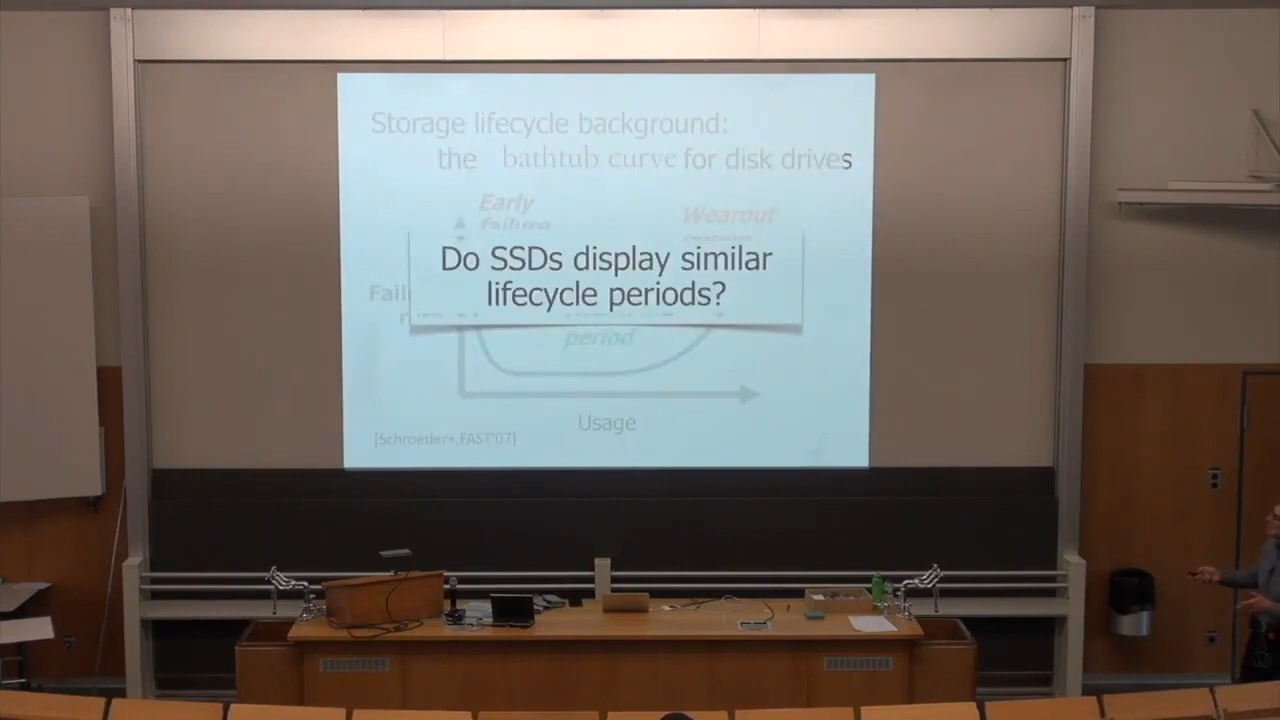 Storage lifecycle background:
the bathtub curve for disk drives
Early
failure
Wearout
Do SSDs display similar
lifecycle periods?
period
Usage
[Schroeder+,FAST'07]